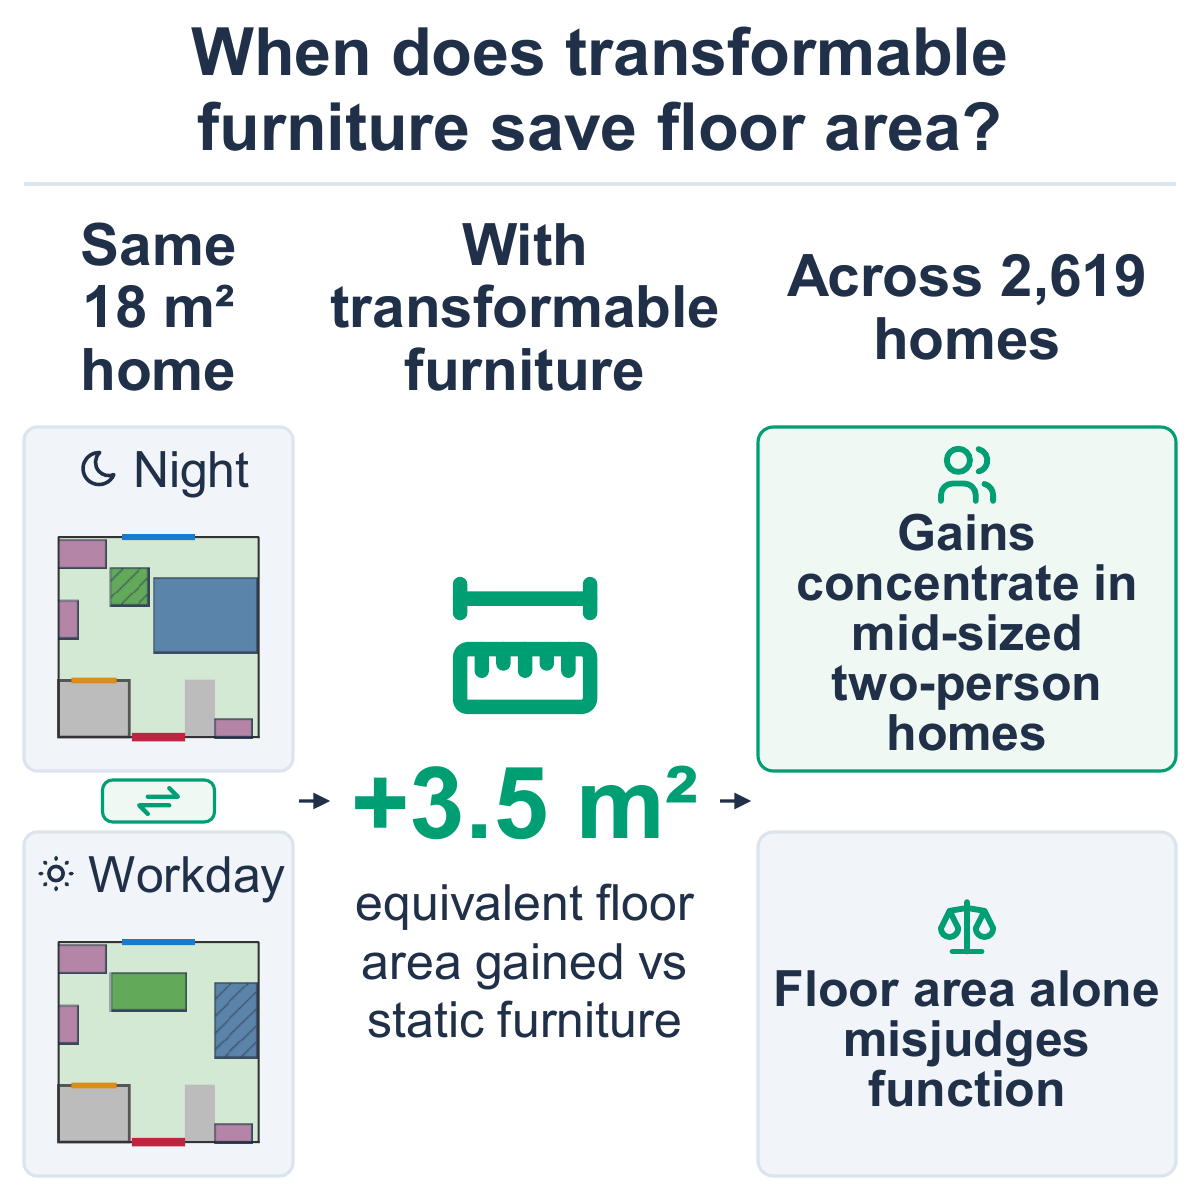 When does transformable
furniture save floor area?
Same
18 m²
home
Night
Workday
With
transformable
furniture
+3.5 m²
equivalent floor
area gained vs
static furniture
Across 2,619
homes
Gains
concentrate in
mid-sized
two-person
homes
Floor area alone
misjudges
function